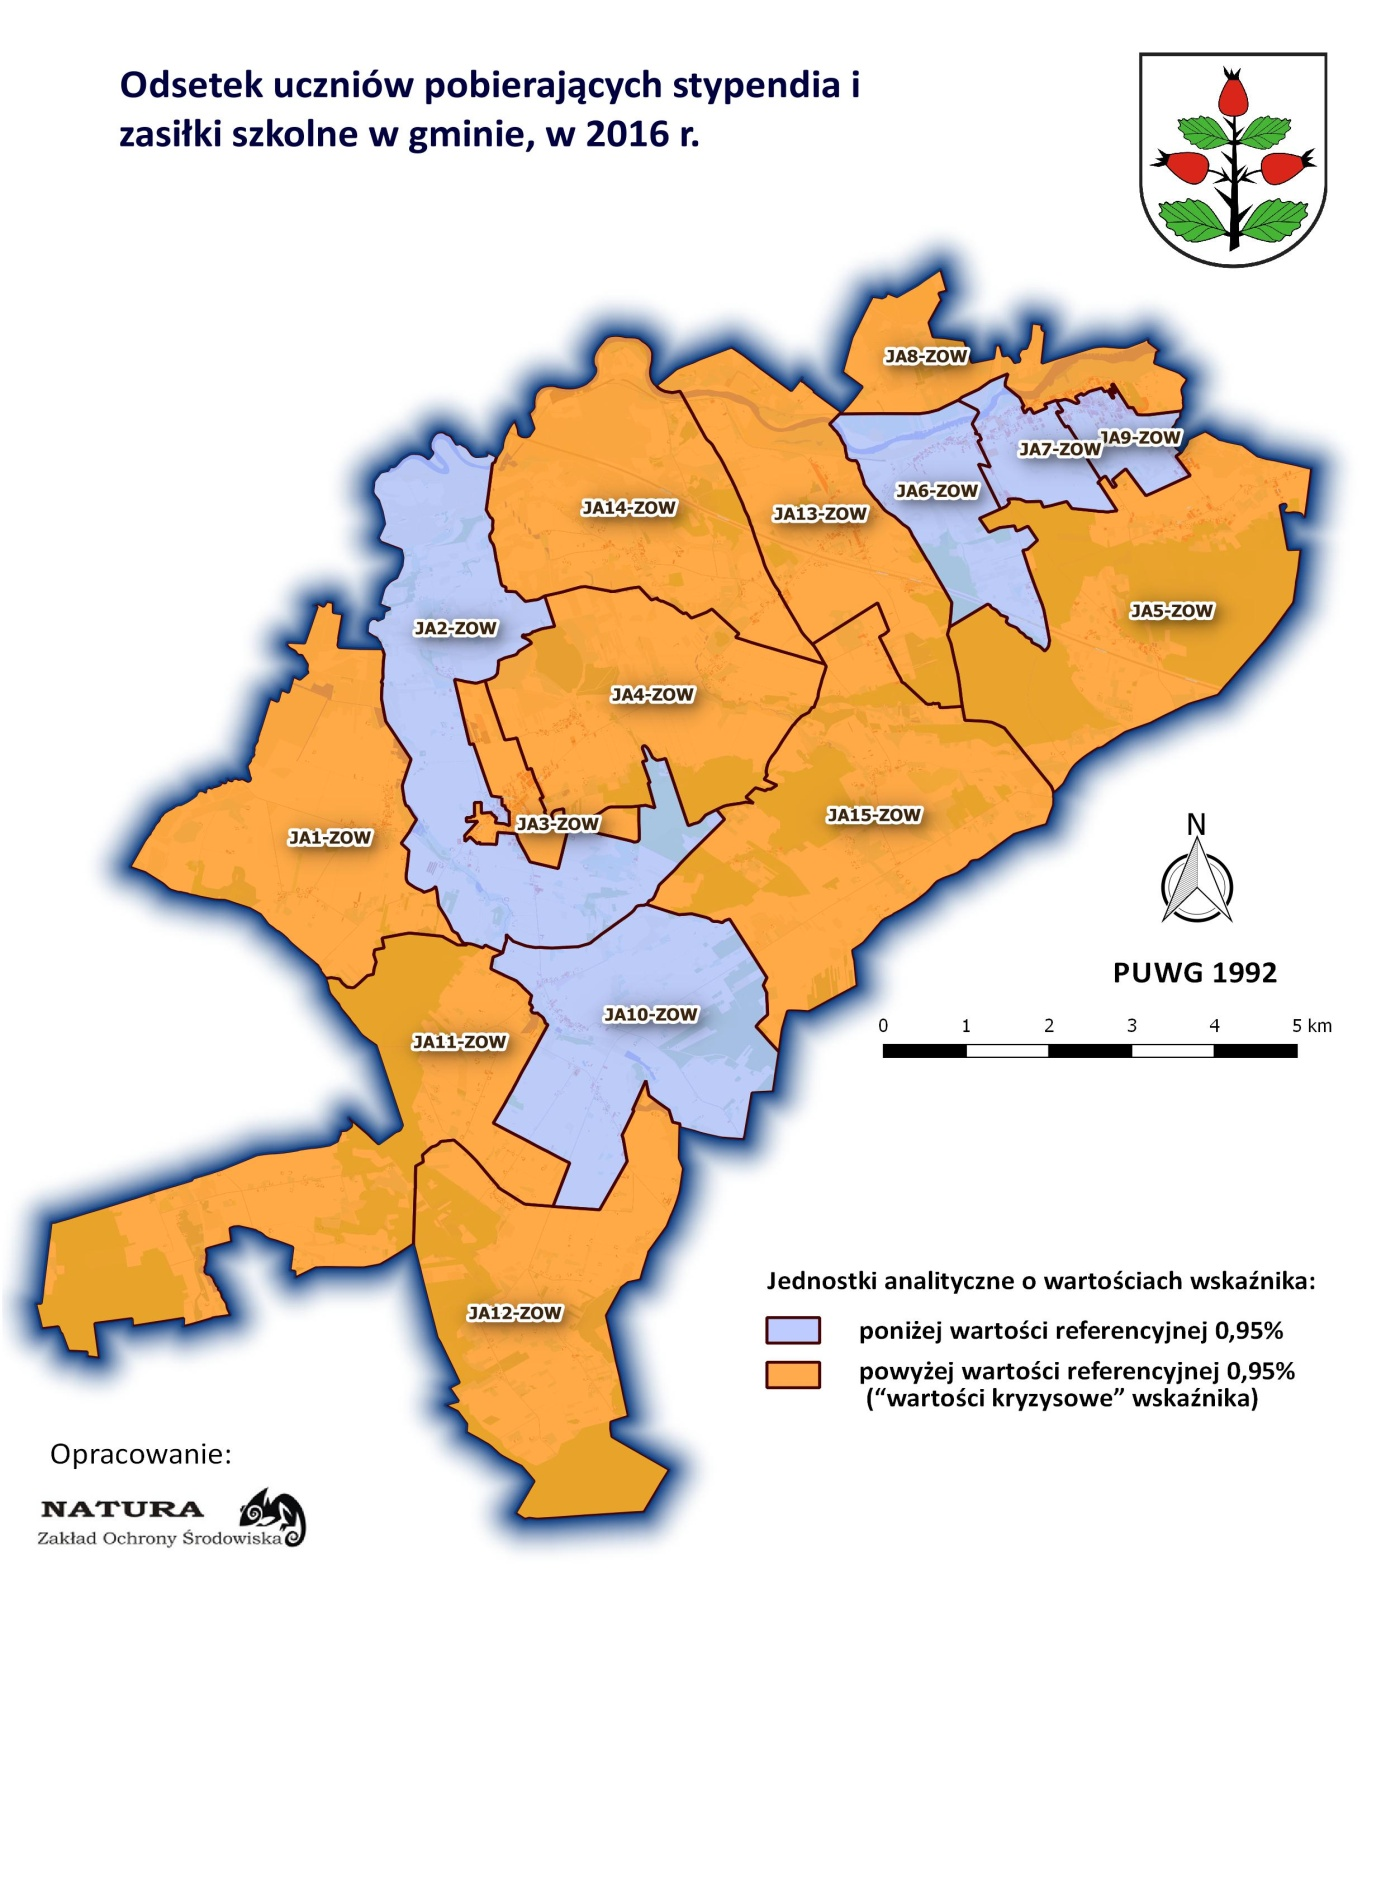 Odsetek uczniów pobierających stypendia i
zasiłki szkolne w gminie, w 2016 r.
JA8-ZOW
JA9-ZOW
JA7-ZOW
JA6-ZOW
JA14-ZOW
JA13-ZOW
JA5-ZOW
JA2-ZOW
JA4-ZOW
JA15-ZOW
JA3-ZOW
JA1-ZOW
N
PUWG 1992
JA10-ZOW
0 1 2 3 4 5 km
JA11-ZOW
JA12-ZOW
Jednostki analityczne o wartościach wskaźnika:
poniżej wartości referencyjnej 0,95%
powyżej wartości referencyjnej 0,95%
(“wartości kryzysowe” wskaźnika)
Opracowanie:
NATURA
Zakład Ochrony Środowiska